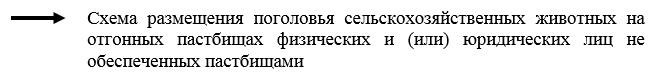 Схема размещения поголовья сельскохозяйственных животных на
отгонных пастбищах физических и (или) юридических лиц не
обеспеченных пастбищами